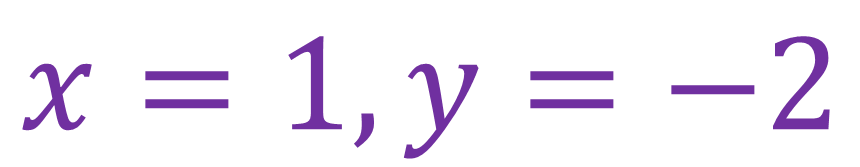 x = 1, y = −2